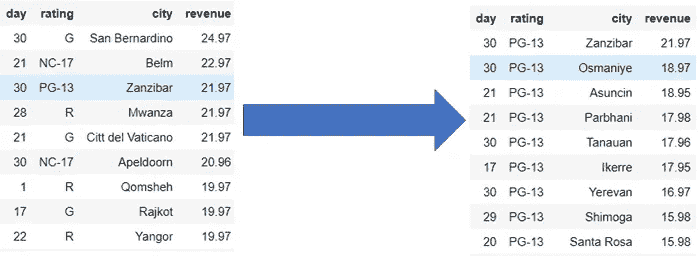 day rating city revenue
30 G San Bernardino 24.97
21 NC-17 Belm 22.97
30 PG-13 Zanzibar 21.97
28 R Mwanza 21.97
21 G Citt del Vaticano 21.97
30 NC-17 Apeldoorn 20.96
1 R Qomsheh 19.97
17 G Rajkot 19.97
22 R Yangor 19.97
day rating city revenue
30 PG-13 Zanzibar 21.97
30 PG-13 Osmaniye 18.97
21 PG-13 Asuncin 18.95
21 PG-13 Parbhani 17.98
30 PG-13 Tanauan 17.96
17 PG-13 Ikerre 17.95
30 PG-13 Yerevan 16.97
29 PG-13 Shimoga 15.98
20 PG-13 Santa Rosa 15.98